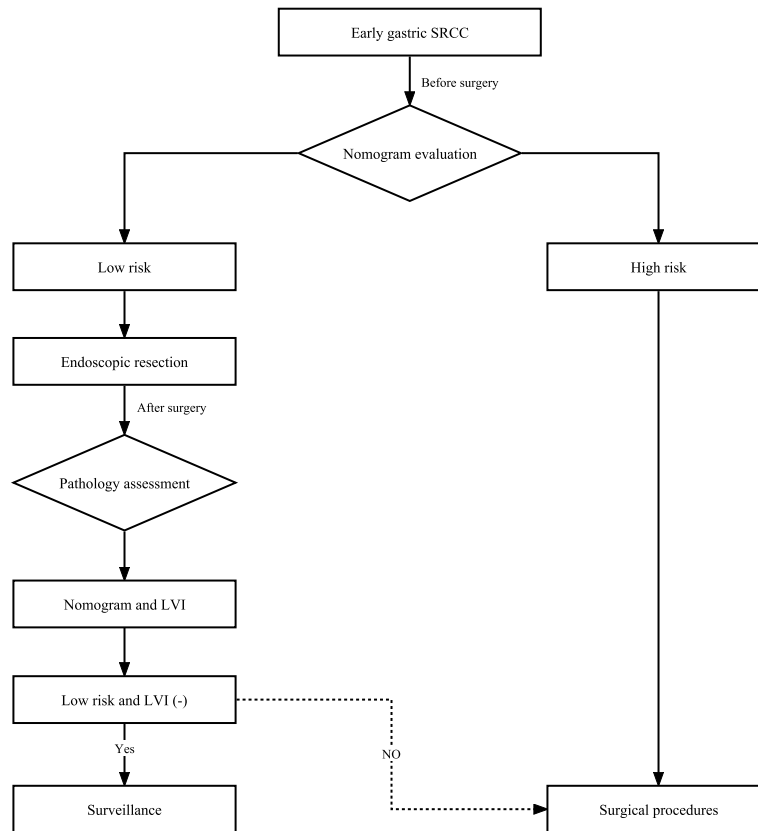 Early gastric SRCC
Before surgery
Nomogram evaluation
Low risk
High risk
Endoscopic resection
After surgery
Pathology assessment
Nomogram and LVI
Low risk and LVI (-)
Yes
NO
Surveillance
Surgical procedures